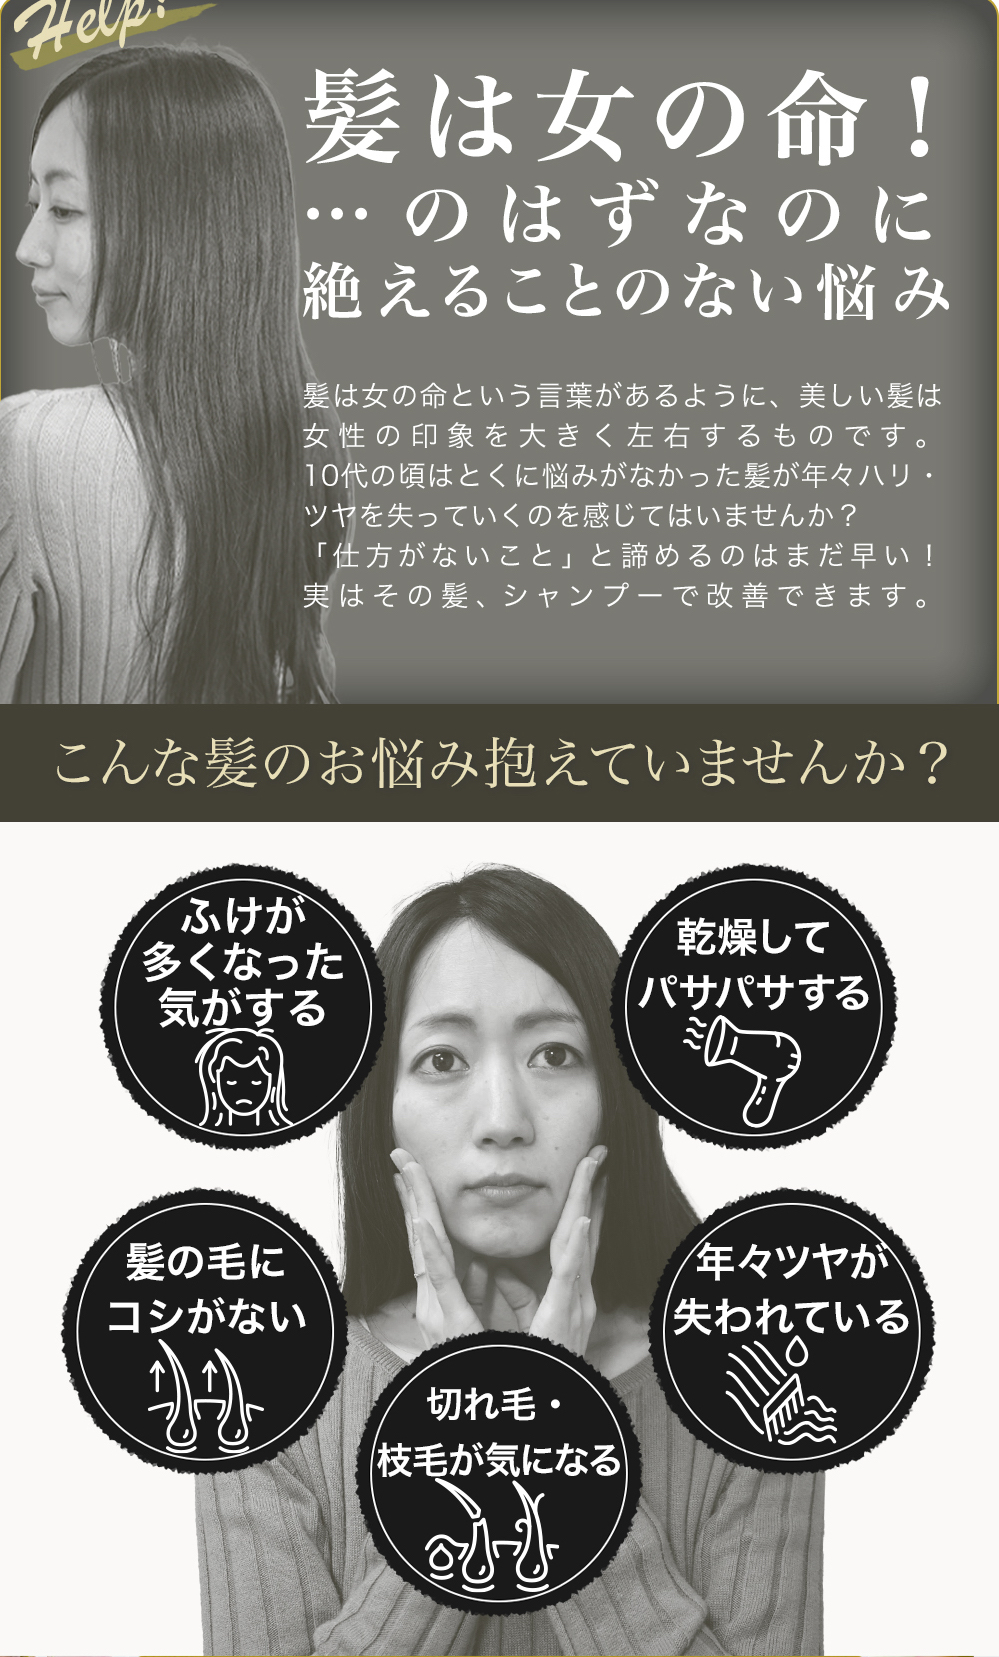 Help!
髪は女の命！
…のはずなのに
絶えることのない悩み
髪は女の命という言葉があるように、美しい髪は
女性の印象を大きく左右するものです。
10代の頃はとくに悩みがなかった髪が年々ハリ・
ツヤを失っていくのを感じてはいませんか？
「仕方がないこと」と諦めるのはまだ早い！
実はその髪、シャンプーで改善できます。
こんな髪のお悩み抱えていませんか？
ふけが
多くなった
気がする
乾燥して
パサパサする
髪の毛に
コシがない
年々ツヤが
失われている
切れ毛・
枝毛が気になる